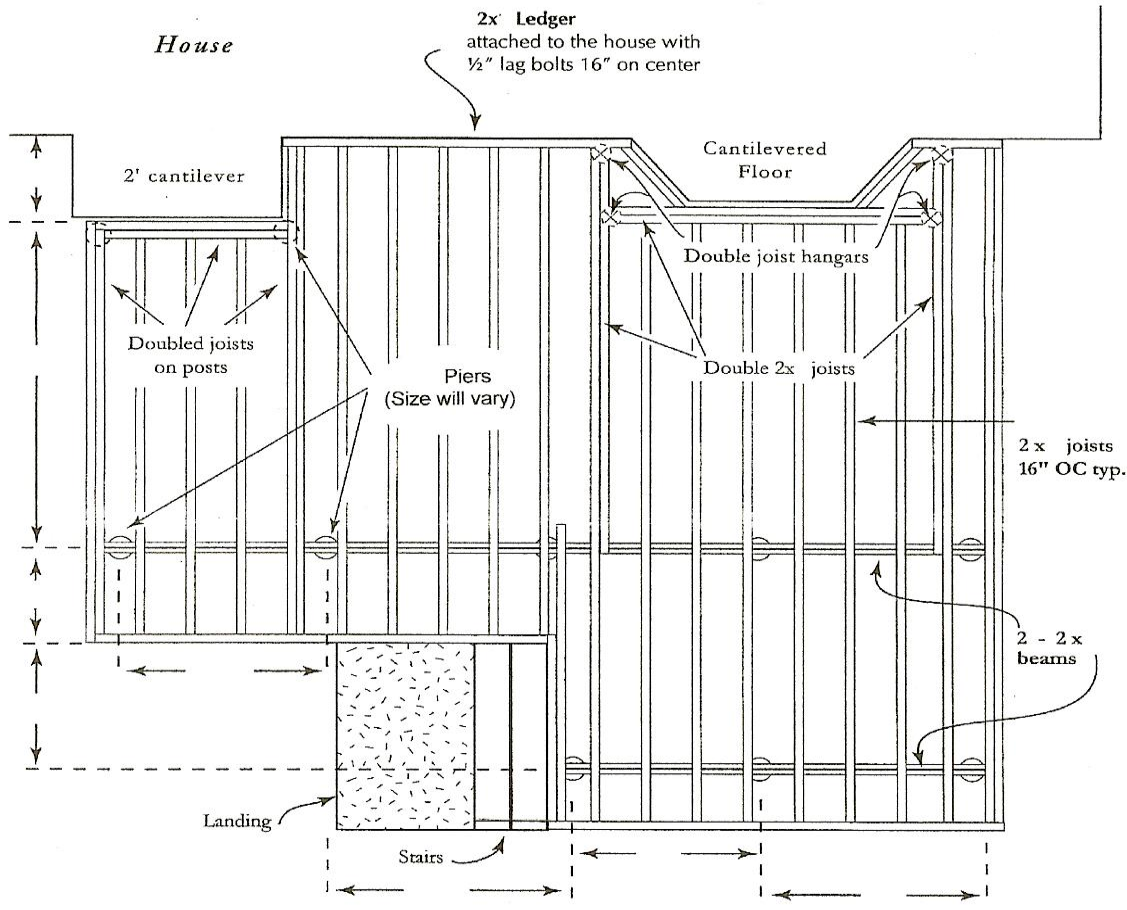 House
2x Ledger
attached to the house with
½" lag bolts 16" on center
2' cantilever
Cantilevered
Floor
Double joist hangars
Doubled joists
on posts
Piers
(Size will vary)
Double 2x joists
2 x joists
16" OC typ.
2 - 2 x
beams
Landing
Stairs